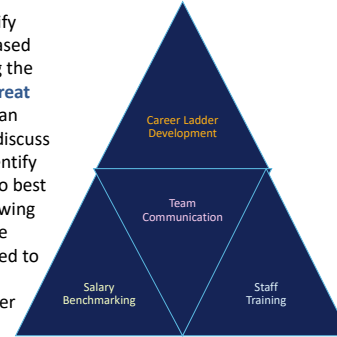 ify
ased
g the
reat
an
discuss
entify
o best
wing
e
ed to
er
Career Ladder
Development
Team
Communication
Salary
Benchmarking
Staff
Training